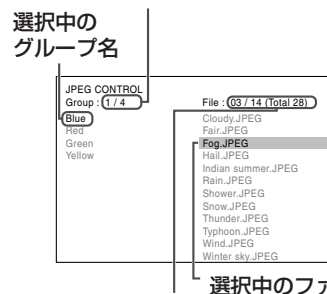 選択中の
グループ名
JPEG CONTROL
Group : 1 / 4
File : 03 / 14 (Total 28)
Blue
Red
Green
Yellow
Cloudy.JPEG
Fair.JPEG
Fog.JPEG
Hail.JPEG
Indian summer.JPEG
Rain.JPEG
Shower.JPEG
Snow.JPEG
Thunder.JPEG
Typhoon.JPEG
Wind.JPEG
Winter sky.JPEG
選択中のファ